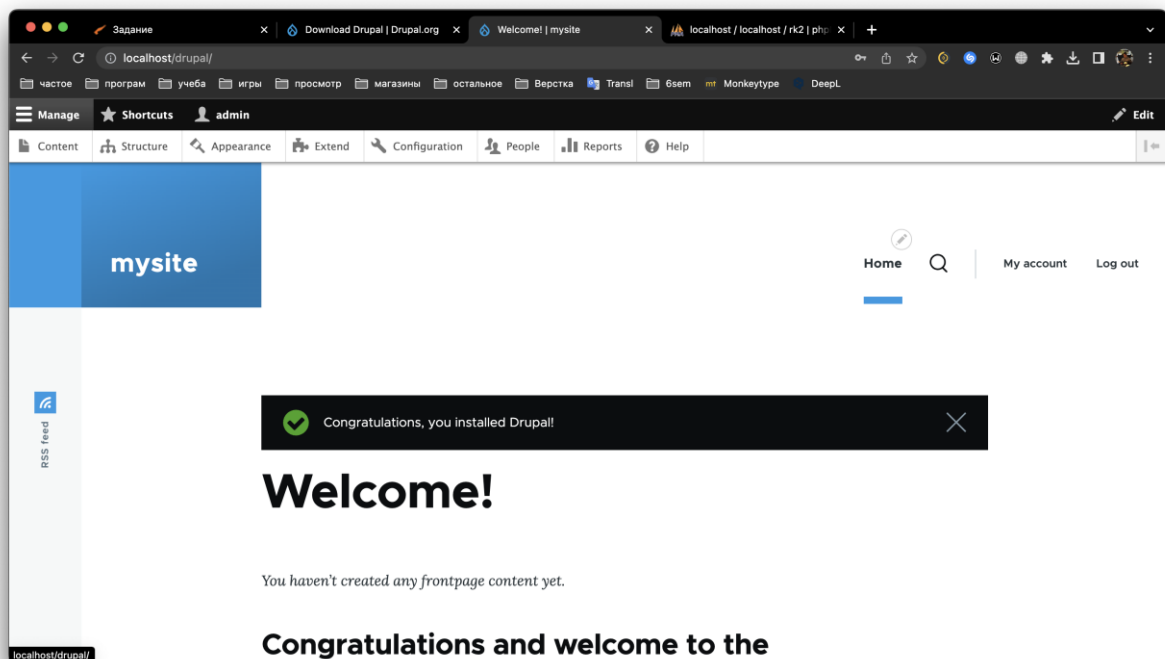 Задание
Download Drupal | Drupal.org
Welcome! | mysite
localhost / localhost / rk2 | php
localhost/drupal/
частое програм учеба игры просмотр магазины остальное Верстка Transl 6sem mt Monkeytype DeepL
Manage Shortcuts admin Edit
Content Structure Appearance Extend Configuration People Reports Help
mysite
Home My account Log out
RSS feed
Congratulations, you installed Drupal!
Welcome!
You haven't created any frontpage content yet.
Congratulations and welcome to the
localhost/drupal/